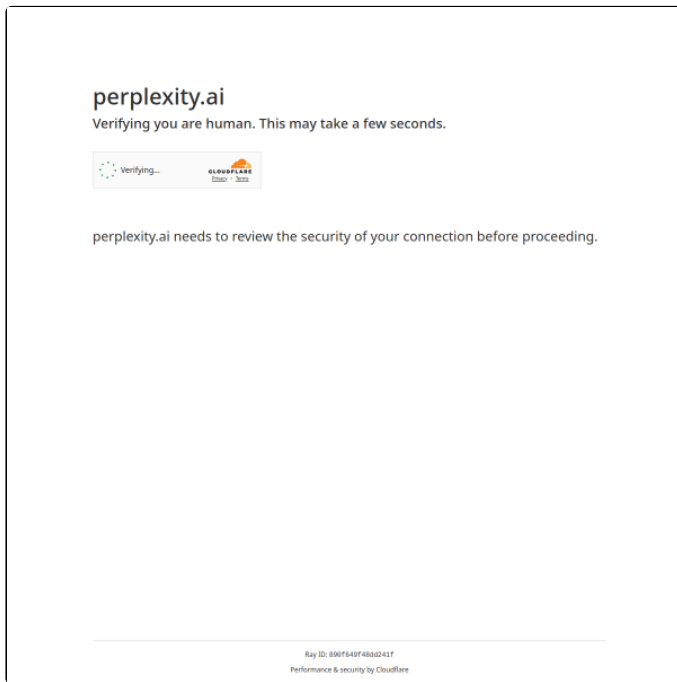 perplexity.ai
Verifying you are human. This may take a few seconds.
Verifying...
CLOUDFLARE
Privacy • Terms
perplexity.ai needs to review the security of your connection before proceeding.
Ray ID: 890f649f48dd241f
Performance & security by Cloudflare